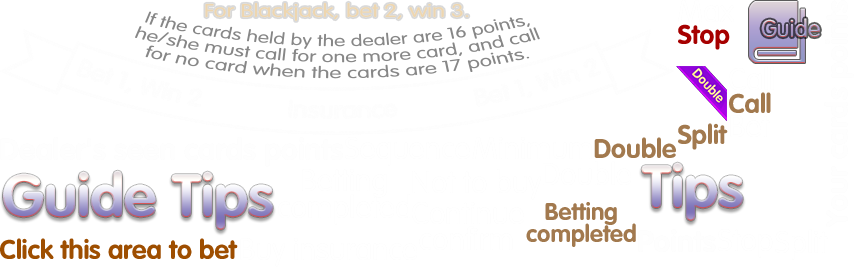 For Blackjack, bet 2, win 3.
If the cards held by the dealer are 16 points,
he/she must call for one more card, and call
for no card when the cards are 17 points.
Stop
Guide
Double
Call
Split
Double
Guide Tips
Tips
Betting
completed
Click this area to bet